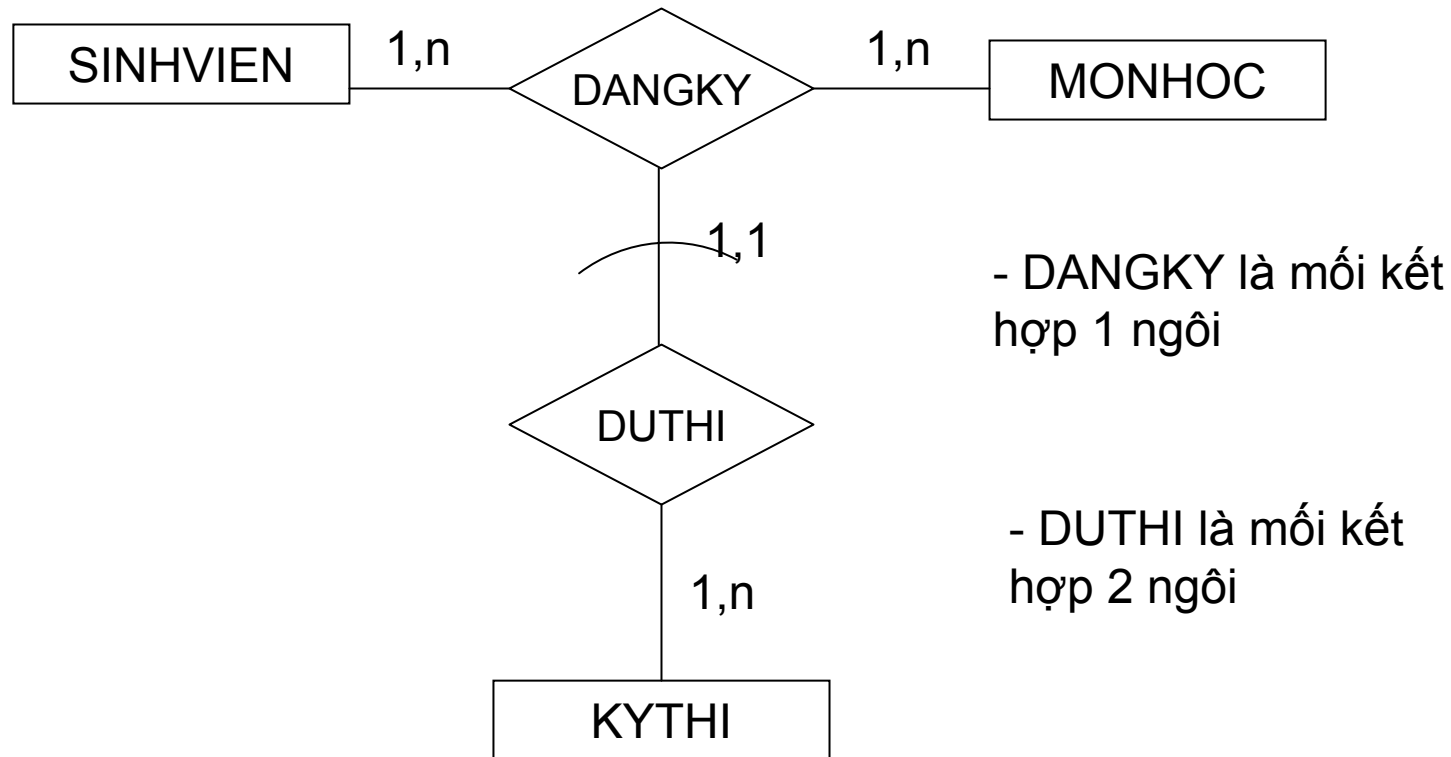 SINHVIEN
1,n
DANGKY
1,n
MONHOC
1,1
- DANGKY là mối kết
hợp 1 ngôi
DUTHI
- DUTHI là mối kết
hợp 2 ngôi
1,n
KYTHI